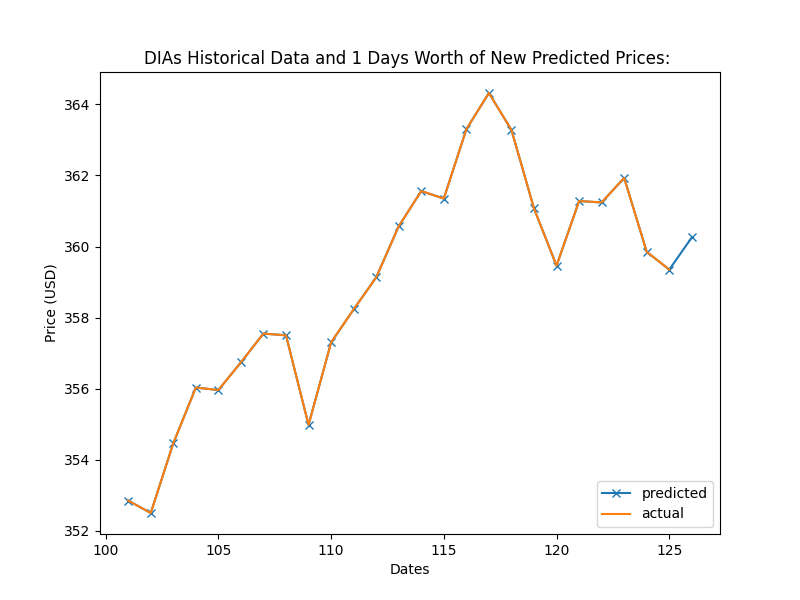 DIAs Historical Data and 1 Days Worth of New Predicted Prices:
Price (USD)
364
362
360
358
356
354
352
predicted
actual
100 105 110 115 120 125
Dates